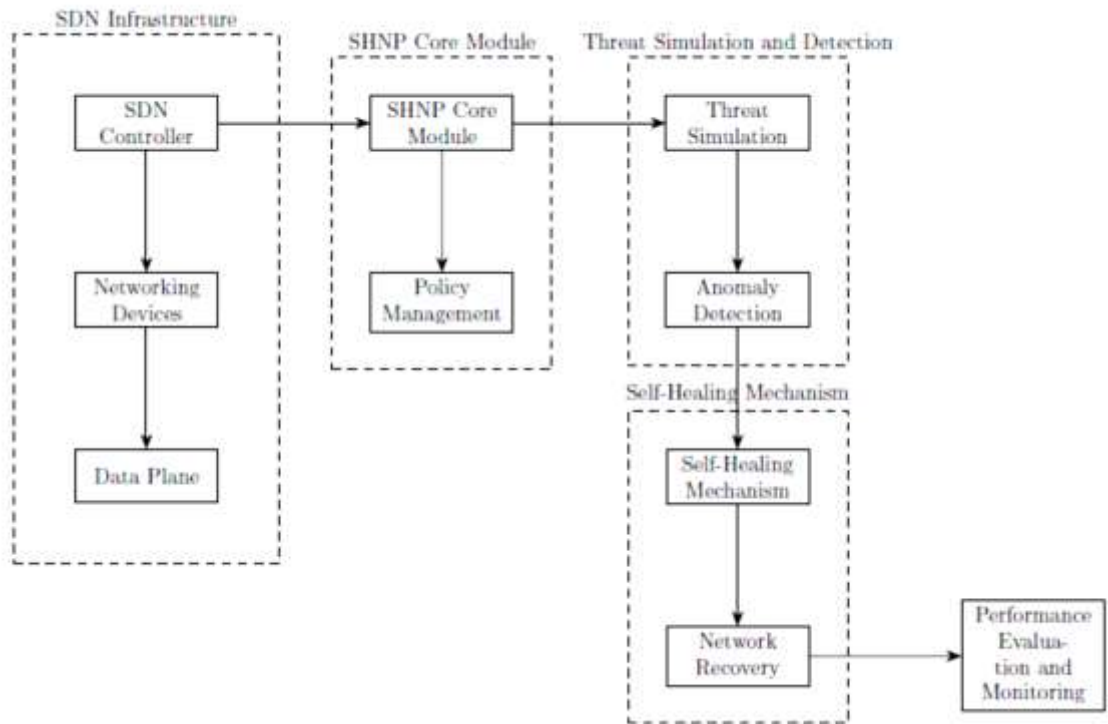 SDN Infrastructure
SHNP Core Module
Threat Simulation and Detection
SDN
Controller
SHNP Core
Module
Threat
Simulation
Networking
Devices
Policy
Management
Anomaly
Detection
Self-Healing Mechanism
Data Plane
Self-Healing
Mechanism
Network
Recovery
Performance
Evalua-
tion and
Monitoring